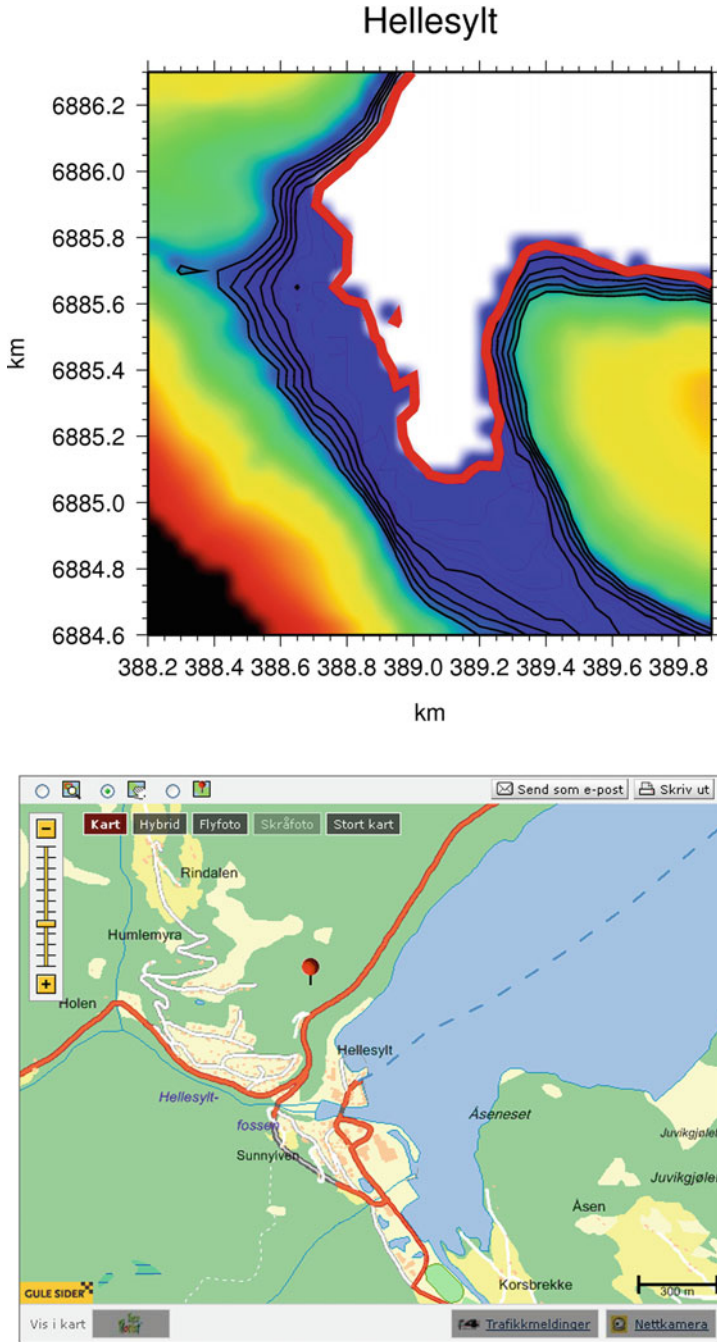 Hellesylt
km
6886.2
6886.0
6885.8
6885.6
6885.4
6885.2
6885.0
6884.8
6884.6
388.2 388.4 388.6 388.8 389.0 389.2 389.4 389.6 389.8
km
Send som e-post Skriv ut
Kart Hybrid Flyfoto Skråfoto Stort kart
Rindalen
Humlemyra
Holen
Hellesylt
Hellesylt-
fossen
Sunnylven
Åseneset
Juvikgjølet
Juvikgjølet
Åsen
Korsbrekke
300 m
GULE SIDER
Vis i kart Trafikkmeldinger Nettkamera